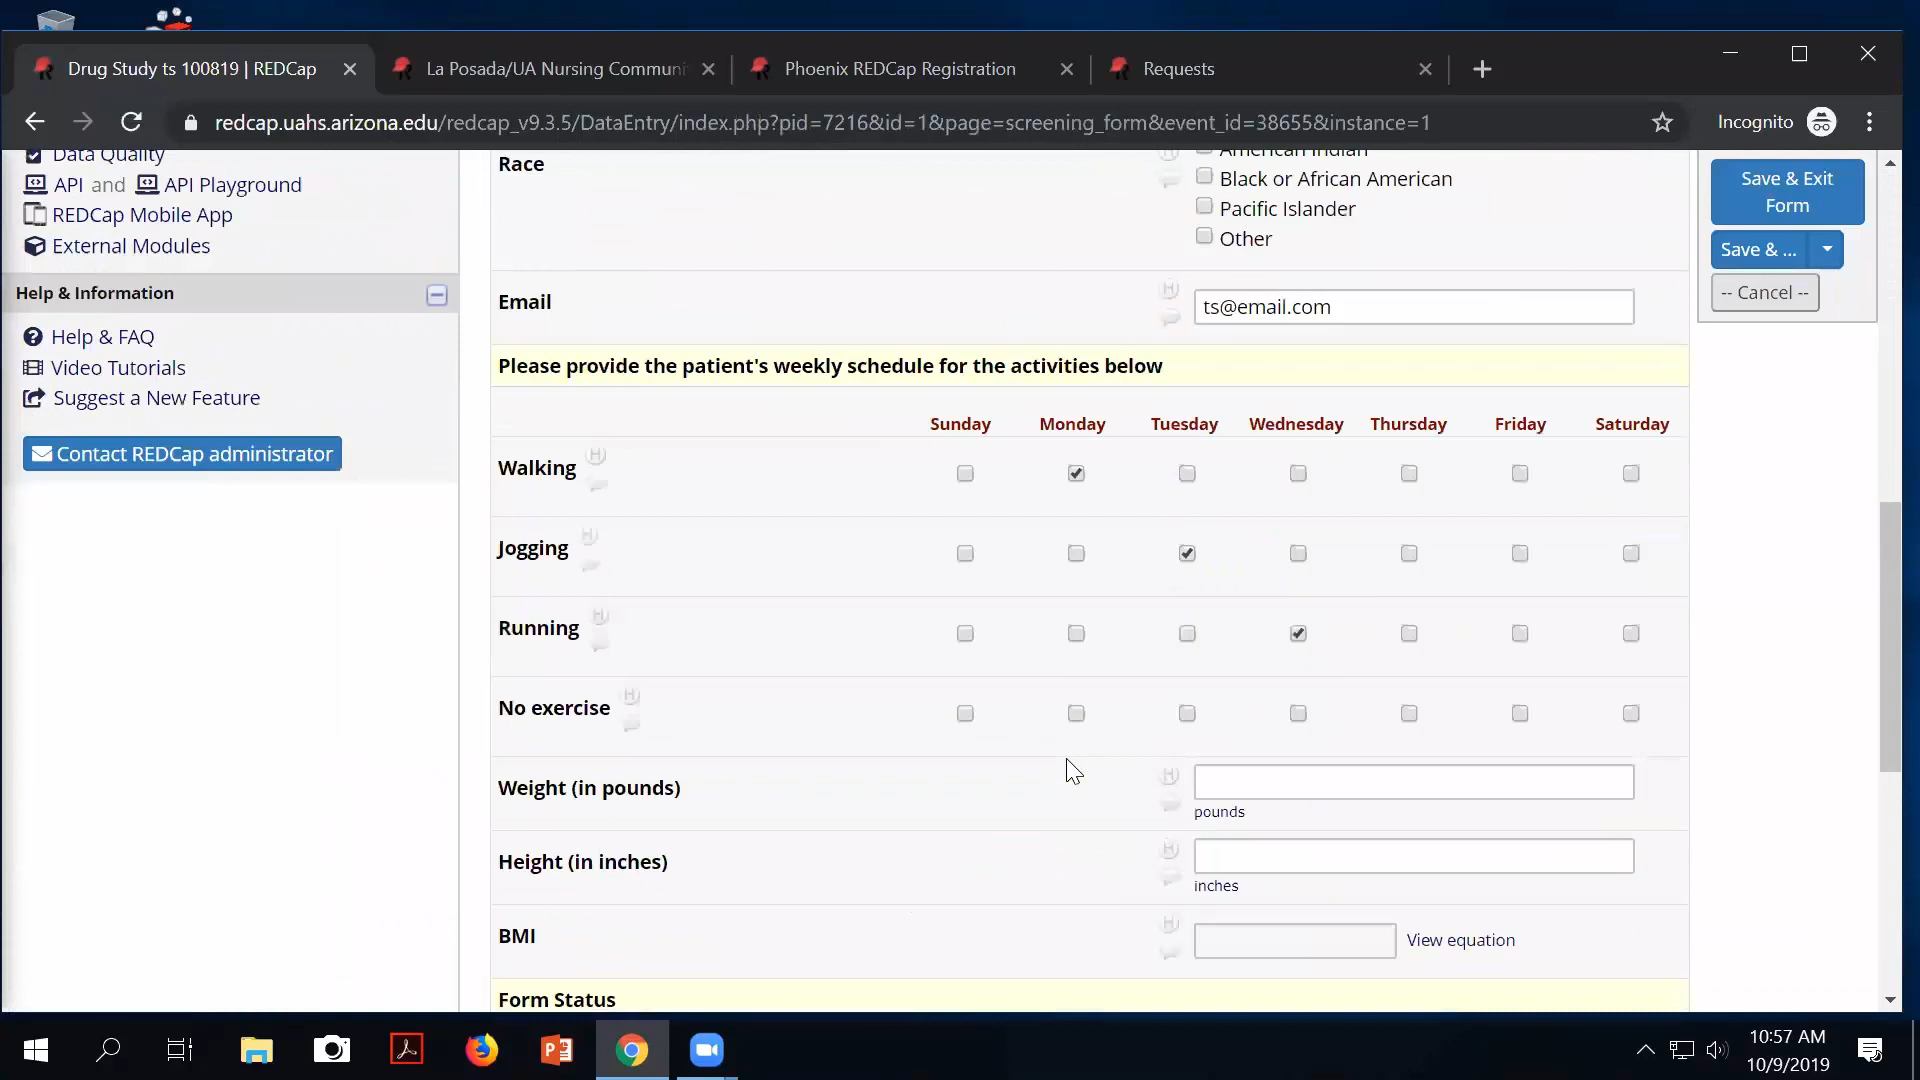 Drug Study ts 100819 | REDCap
La Posada/UA Nursing Communi
Phoenix REDCap Registration
Requests
redcap.uahs.arizona.edu/redcap_v9.3.5/DataEntry/index.php?pid=7216&id=1&page=screening_form&event_id=38655&instance=1
Incognito
Data Quality
API and API Playground
REDCap Mobile App
External Modules
Help & Information
Help & FAQ
Video Tutorials
Suggest a New Feature
Contact REDCap administrator
Race
American Indian
Black or African American
Pacific Islander
Other
Email
ts@email.com
Please provide the patient's weekly schedule for the activities below
Sunday Monday Tuesday Wednesday Thursday Friday Saturday
Walking
Jogging
Running
No exercise
Weight (in pounds)
pounds
Height (in inches)
inches
BMI
View equation
Form Status
Save & Exit
Form
Save & ...
-- Cancel --
10:57 AM
10/9/2019